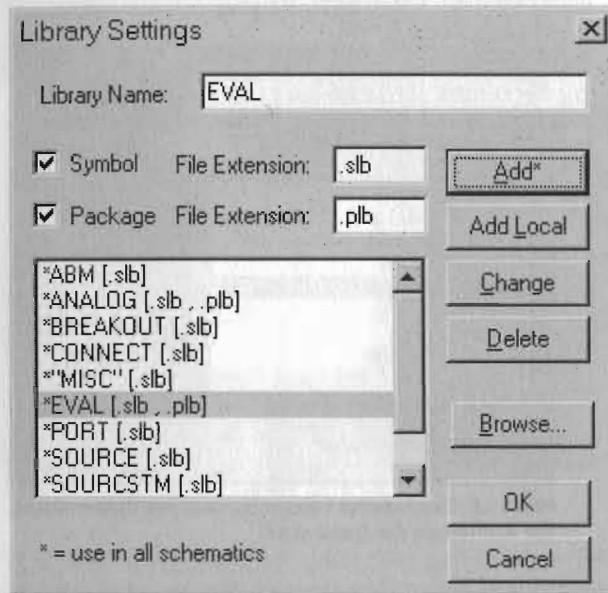 Library Settings
Library Name: EVAL
Symbol File Extension: .slb
Package File Extension: .plb
Add*
Add Local
Change
Delete
Browse...
OK
Cancel
*ABM [.slb]
*ANALOG [.slb , .plb]
*BREAKOUT [.slb]
*CONNECT [.slb]
*"MISC" [.slb]
*EVAL [.slb , .plb]
*PORT [.slb]
*SOURCE [.slb]
*SOURCSTM [.slb]
* = use in all schematics